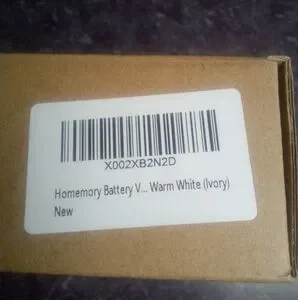 X002XB2N2D
Homemory Battery V... Warm White (Ivory)
New